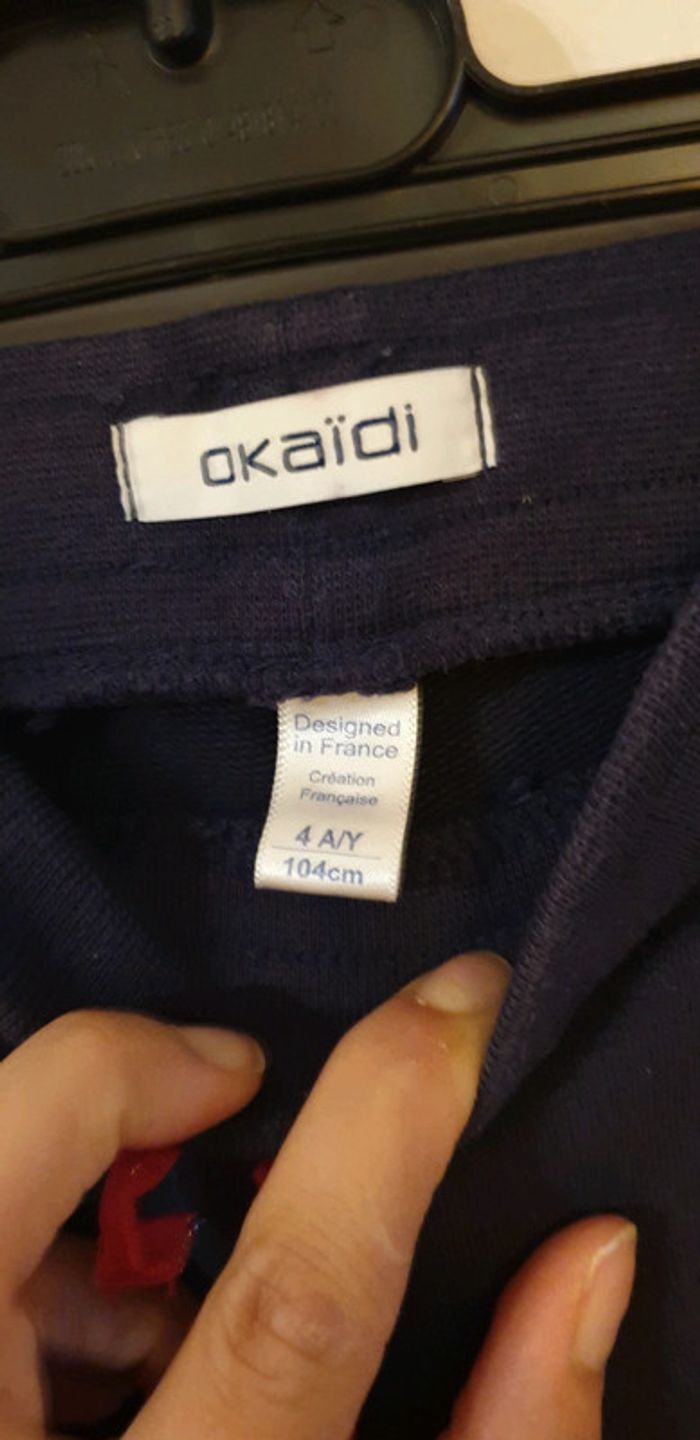 okaïdi
Designed
in France
Création
Française
4 A/Y
104cm